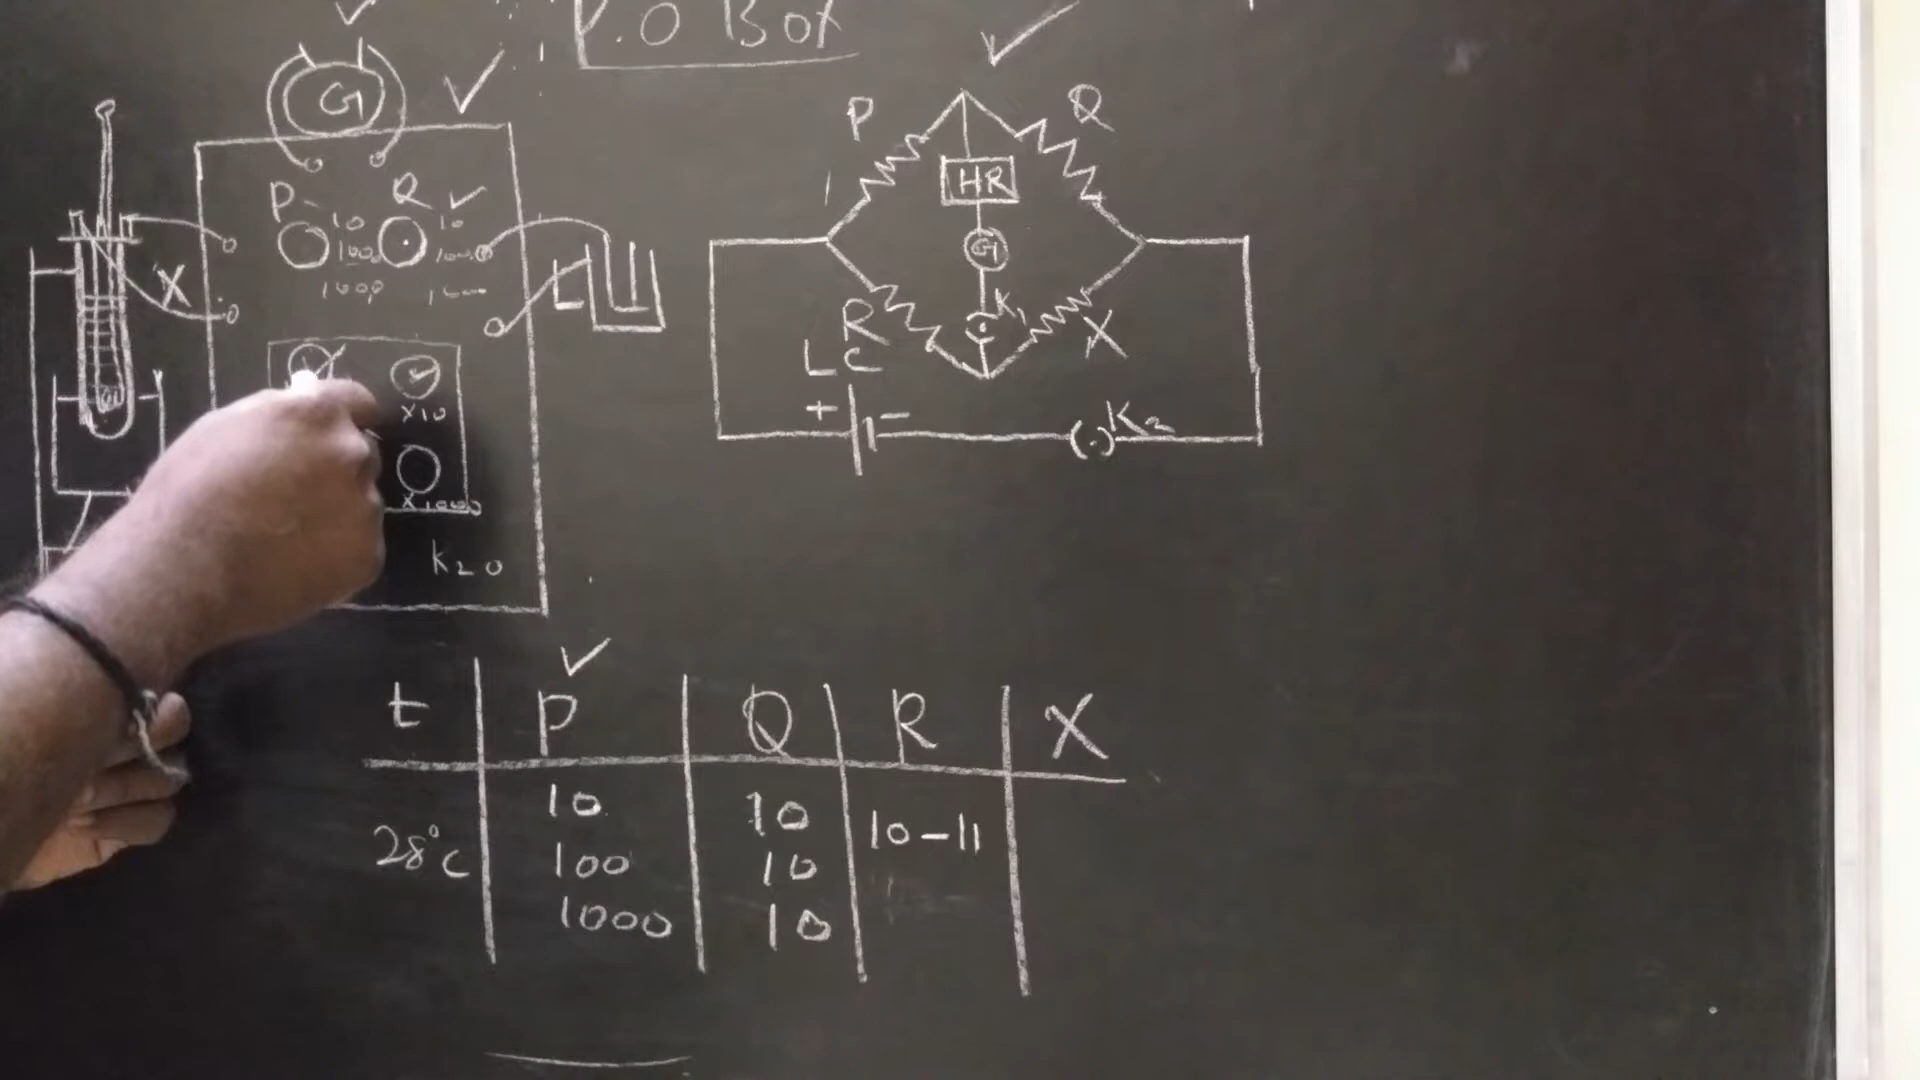 P.O Box
G
P Q
10 10
100 100
1000
X
X10
X1000
K2
P Q
HR
G
K1
R X
LC
+ - K2
t P Q R X
10 10
28°C 100 10 10-11
1000 10